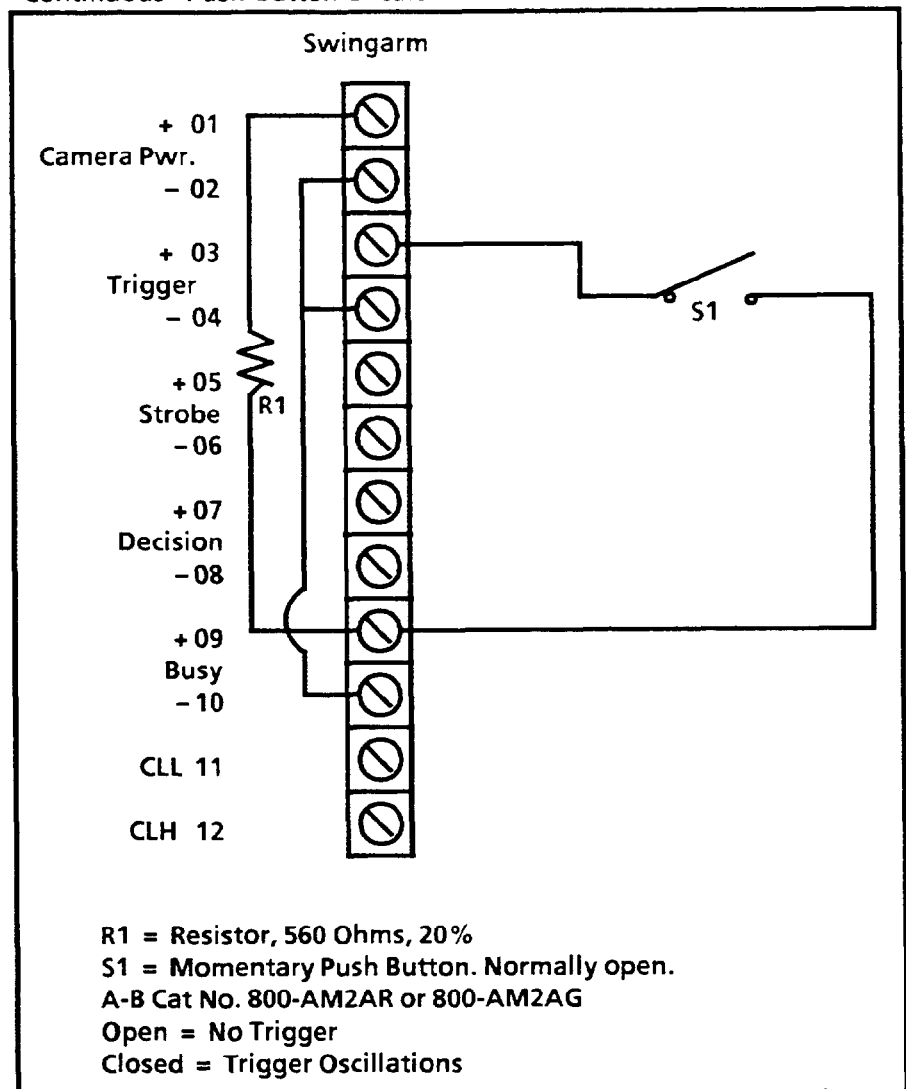 Swingarm
+ 01
Camera Pwr.
– 02
+ 03
Trigger
– 04
+ 05
Strobe
– 06
+ 07
Decision
– 08
+ 09
Busy
– 10
CLL 11
CLH 12
R1
S1
R1 = Resistor, 560 Ohms, 20%
S1 = Momentary Push Button. Normally open.
A-B Cat No. 800-AM2AR or 800-AM2AG
Open = No Trigger
Closed = Trigger Oscillations